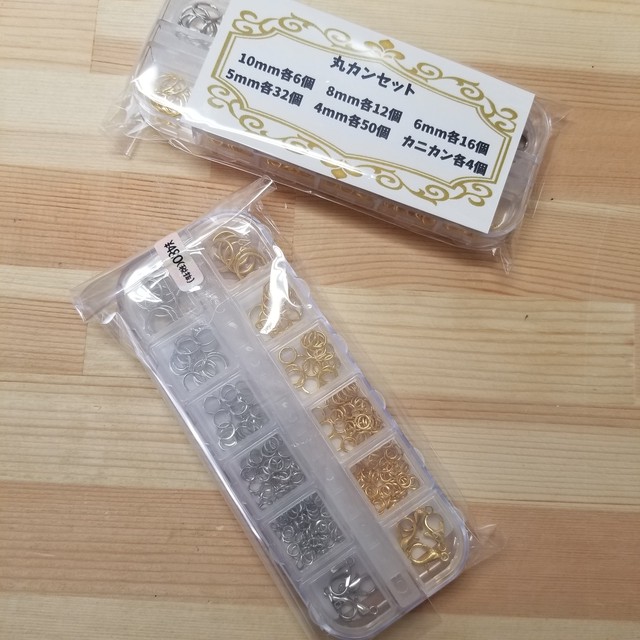 丸カンセット
10mm各6個 8mm各12個 6mm各16個
5mm各32個 4mm各50個 カニカン各4個
¥480(税抜)